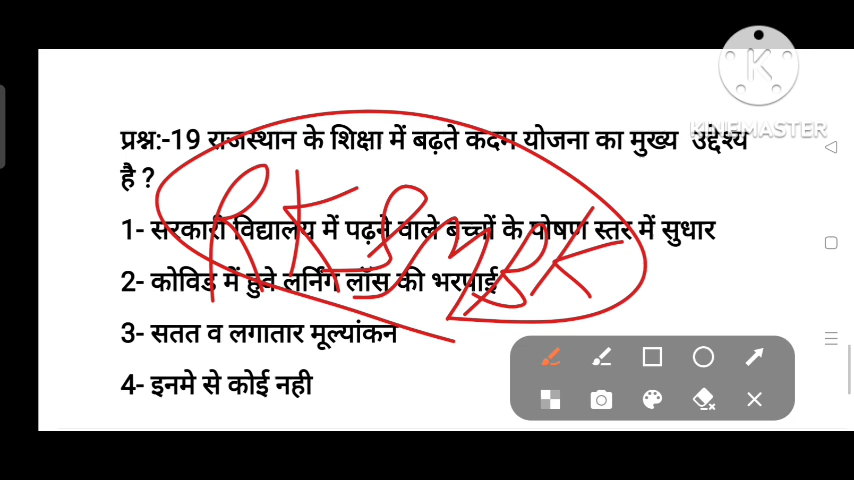 KINEMASTER
प्रश्न:-19 राजस्थान के शिक्षा में बढ़ते कदम योजना का मुख्य उद्देश्य
है ?
RKSMBK
1- सरकारी विद्यालय में पढ़ने वाले बच्चों के पोषण स्तर में सुधार
2- कोविड में हुवे लर्निंग लॉस की भरपाई
3- सतत व लगातार मूल्यांकन
4- इनमे से कोई नही